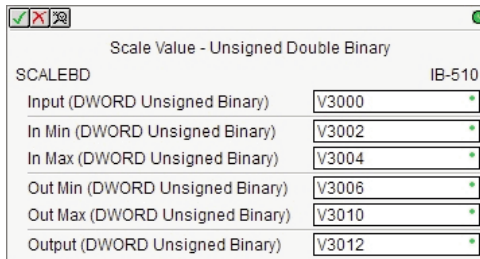 Scale Value - Unsigned Double Binary
SCALEBD IB-510
Input (DWORD Unsigned Binary) V3000
In Min (DWORD Unsigned Binary) V3002
In Max (DWORD Unsigned Binary) V3004
Out Min (DWORD Unsigned Binary) V3006
Out Max (DWORD Unsigned Binary) V3010
Output (DWORD Unsigned Binary) V3012